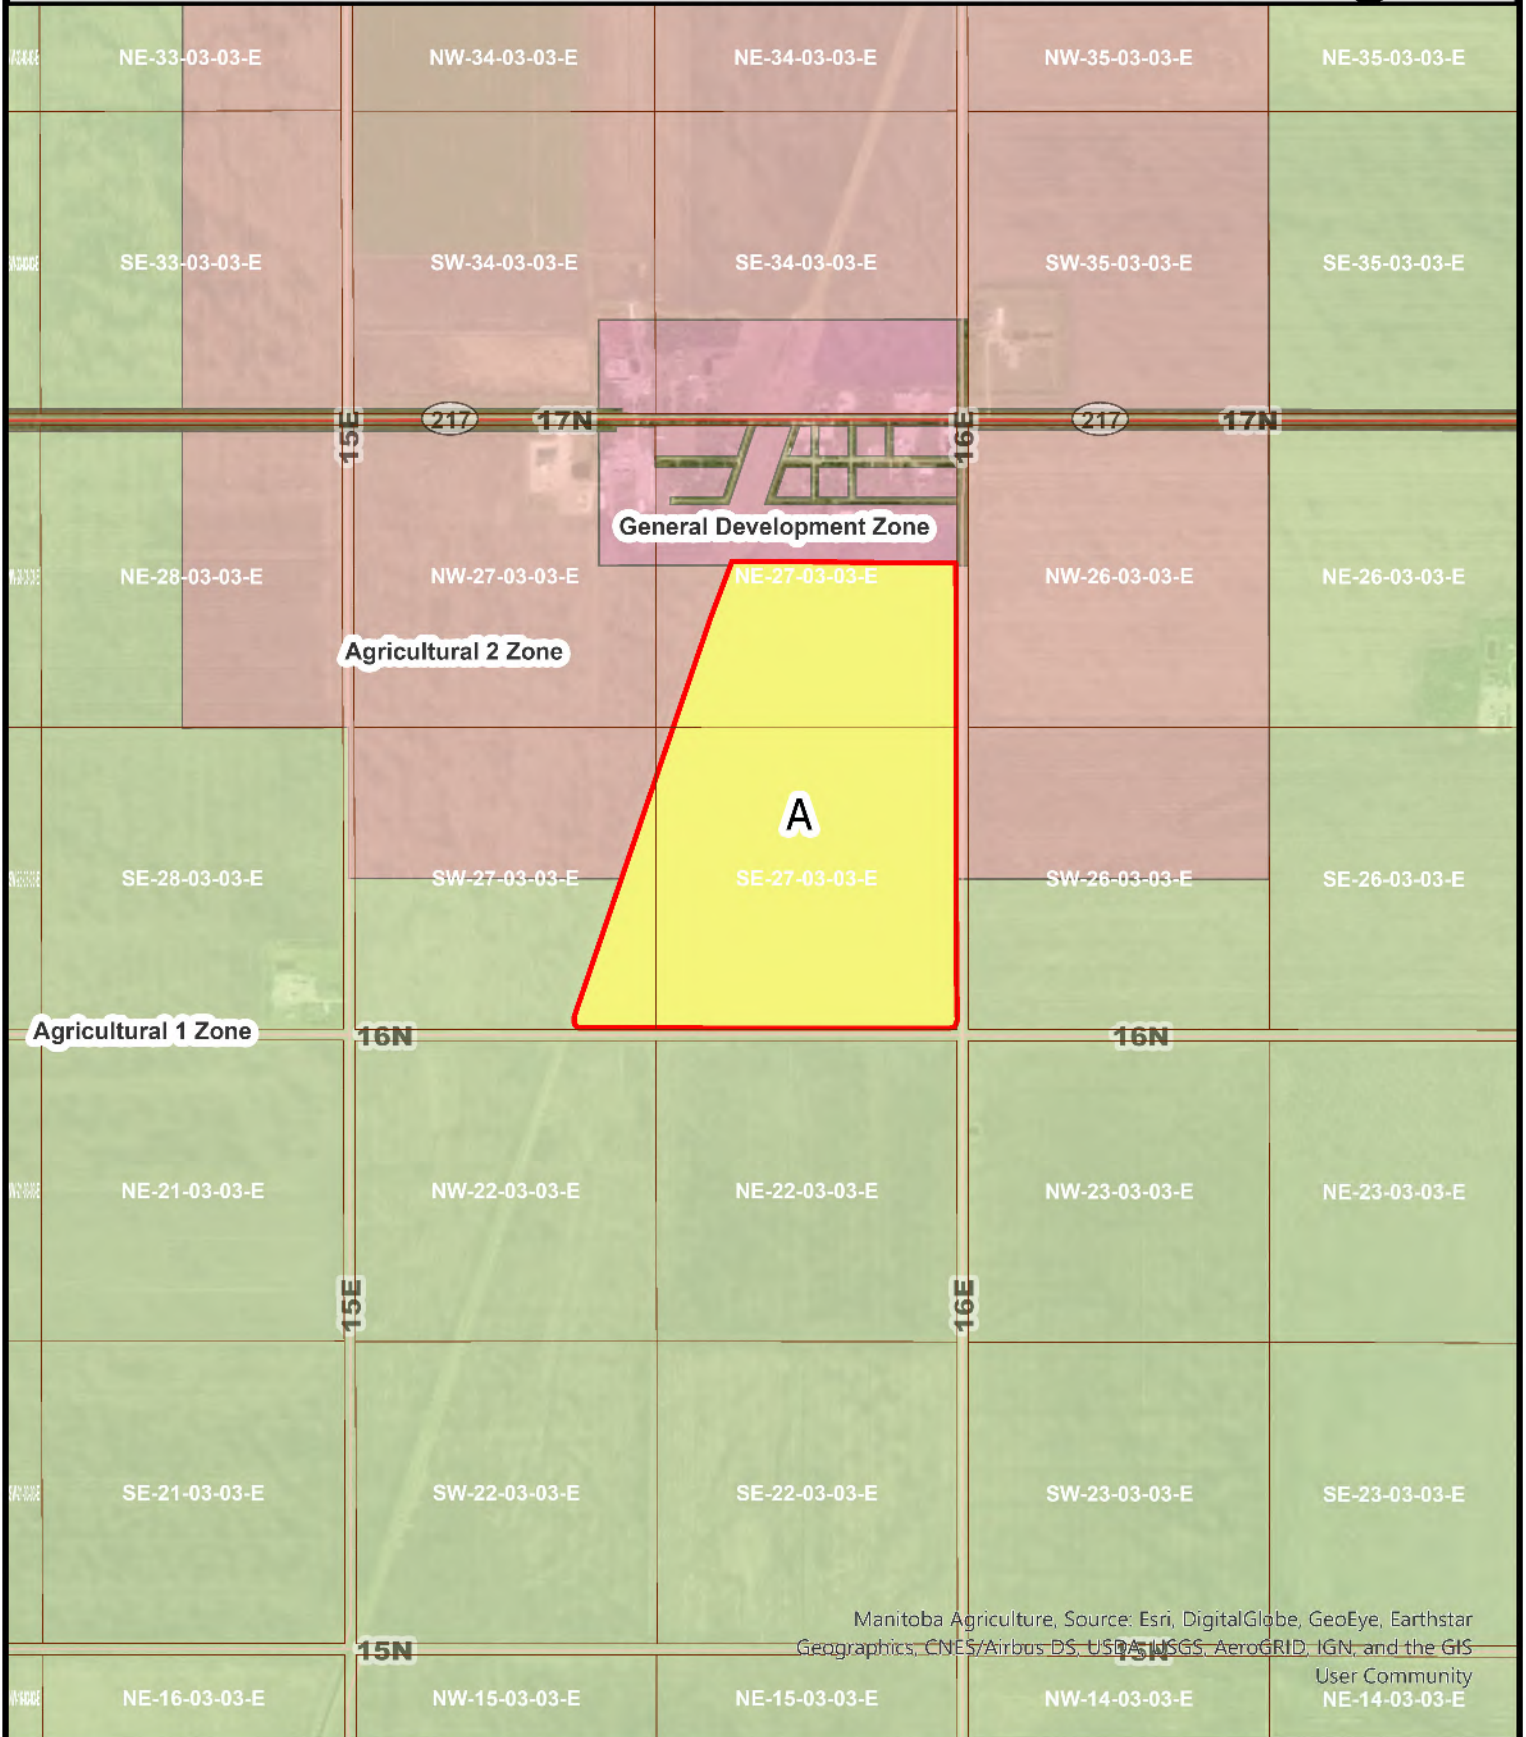 NE-33-03-03-E
NW-34-03-03-E
NE-34-03-03-E
NW-35-03-03-E
NE-35-03-03-E
SE-33-03-03-E
SW-34-03-03-E
SE-34-03-03-E
SW-35-03-03-E
SE-35-03-03-E
15E
217
17N
16E
217
17N
General Development Zone
NE-28-03-03-E
NW-27-03-03-E
NE-27-03-03-E
NW-26-03-03-E
NE-26-03-03-E
Agricultural 2 Zone
A
SE-28-03-03-E
SW-27-03-03-E
SE-27-03-03-E
SW-26-03-03-E
SE-26-03-03-E
Agricultural 1 Zone
16N
16N
NE-21-03-03-E
NW-22-03-03-E
NE-22-03-03-E
NW-23-03-03-E
NE-23-03-03-E
15E
16E
SE-21-03-03-E
SW-22-03-03-E
SE-22-03-03-E
SW-23-03-03-E
SE-23-03-03-E
Manitoba Agriculture, Source: Esri, DigitalGlobe, GeoEye, Earthstar
Geographics, CNES/Airbus DS, USDA, USGS, AeroGRID, IGN, and the GIS
User Community
15N
15N
NE-16-03-03-E
NW-15-03-03-E
NE-15-03-03-E
NW-14-03-03-E
NE-14-03-03-E